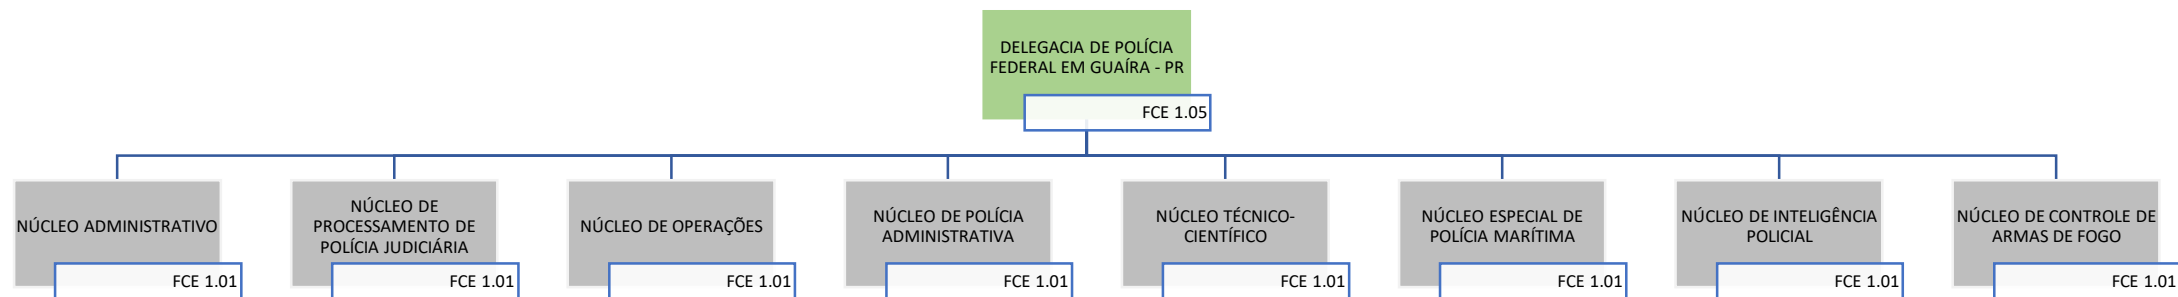 DELEGACIA DE POLÍCIA
FEDERAL EM GUAÍRA - PR
FCE 1.05
NÚCLEO ADMINISTRATIVO
FCE 1.01
NÚCLEO DE
PROCESSAMENTO DE
POLÍCIA JUDICIÁRIA
FCE 1.01
NÚCLEO DE OPERAÇÕES
FCE 1.01
NÚCLEO DE POLÍCIA
ADMINISTRATIVA
FCE 1.01
NÚCLEO TÉCNICO-
CIENTÍFICO
FCE 1.01
NÚCLEO ESPECIAL DE
POLÍCIA MARÍTIMA
FCE 1.01
NÚCLEO DE INTELIGÊNCIA
POLICIAL
FCE 1.01
NÚCLEO DE CONTROLE DE
ARMAS DE FOGO
FCE 1.01